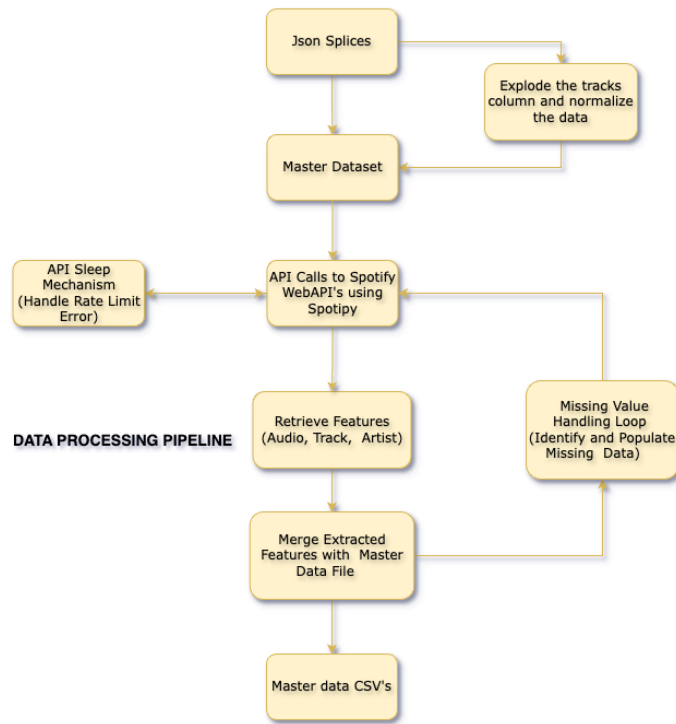 Json Splices
Explode the tracks
column and normalize
the data
Master Dataset
API Sleep
Mechanism
(Handle Rate Limit
Error)
API Calls to Spotify
WebAPI's using
Spotipy
Missing Value
Handling Loop
(Identify and Populate
Missing Data)
Retrieve Features
(Audio, Track, Artist)
DATA PROCESSING PIPELINE
Merge Extracted
Features with Master
Data File
Master data CSV's